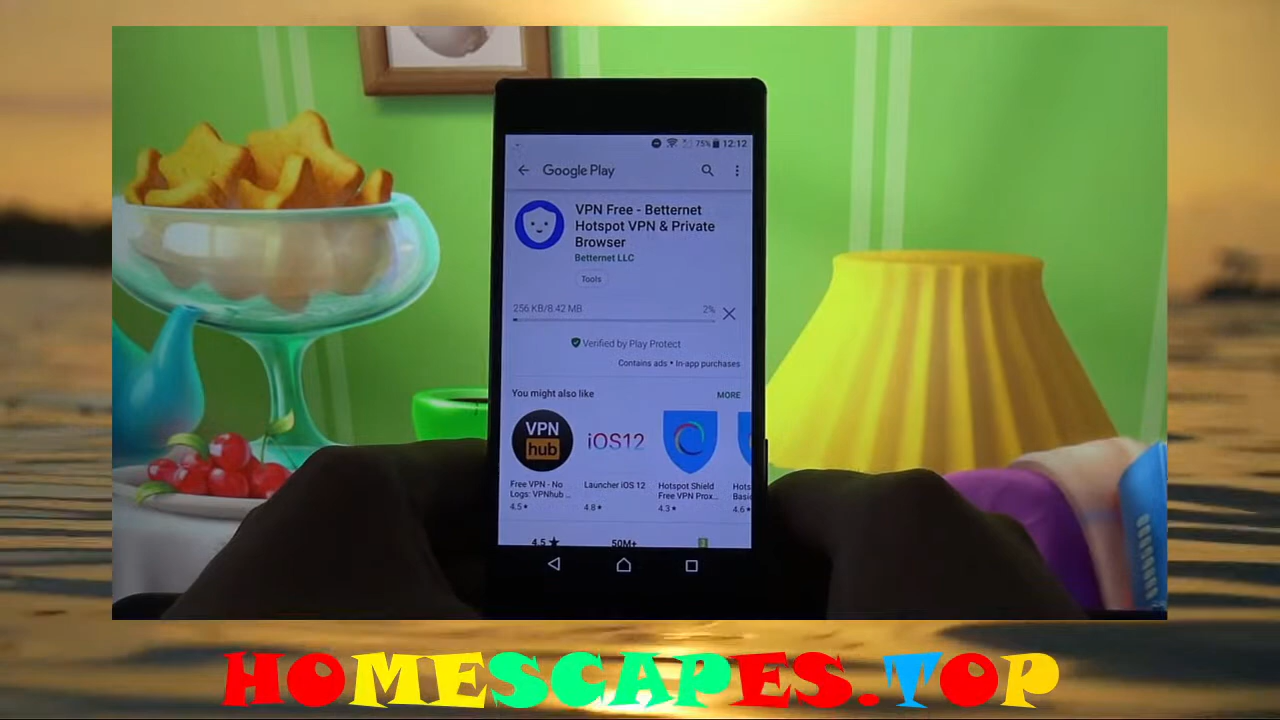 75% 12:12
Google Play
VPN Free - Betternet
Hotspot VPN & Private
Browser
Betternet LLC
Tools
256 KB/8.42 MB 2%
Verified by Play Protect
Contains ads • In-app purchases
You might also like MORE
VPN
hub
iOS12
Free VPN - No
Logs: VPNhub ...
4.5★
Launcher iOS 12
4.8★
Hotspot Shield
Free VPN Prox...
4.3★
Hots
Basi
4.6★
4.5★ 50M+
HOMESCAPES.TOP